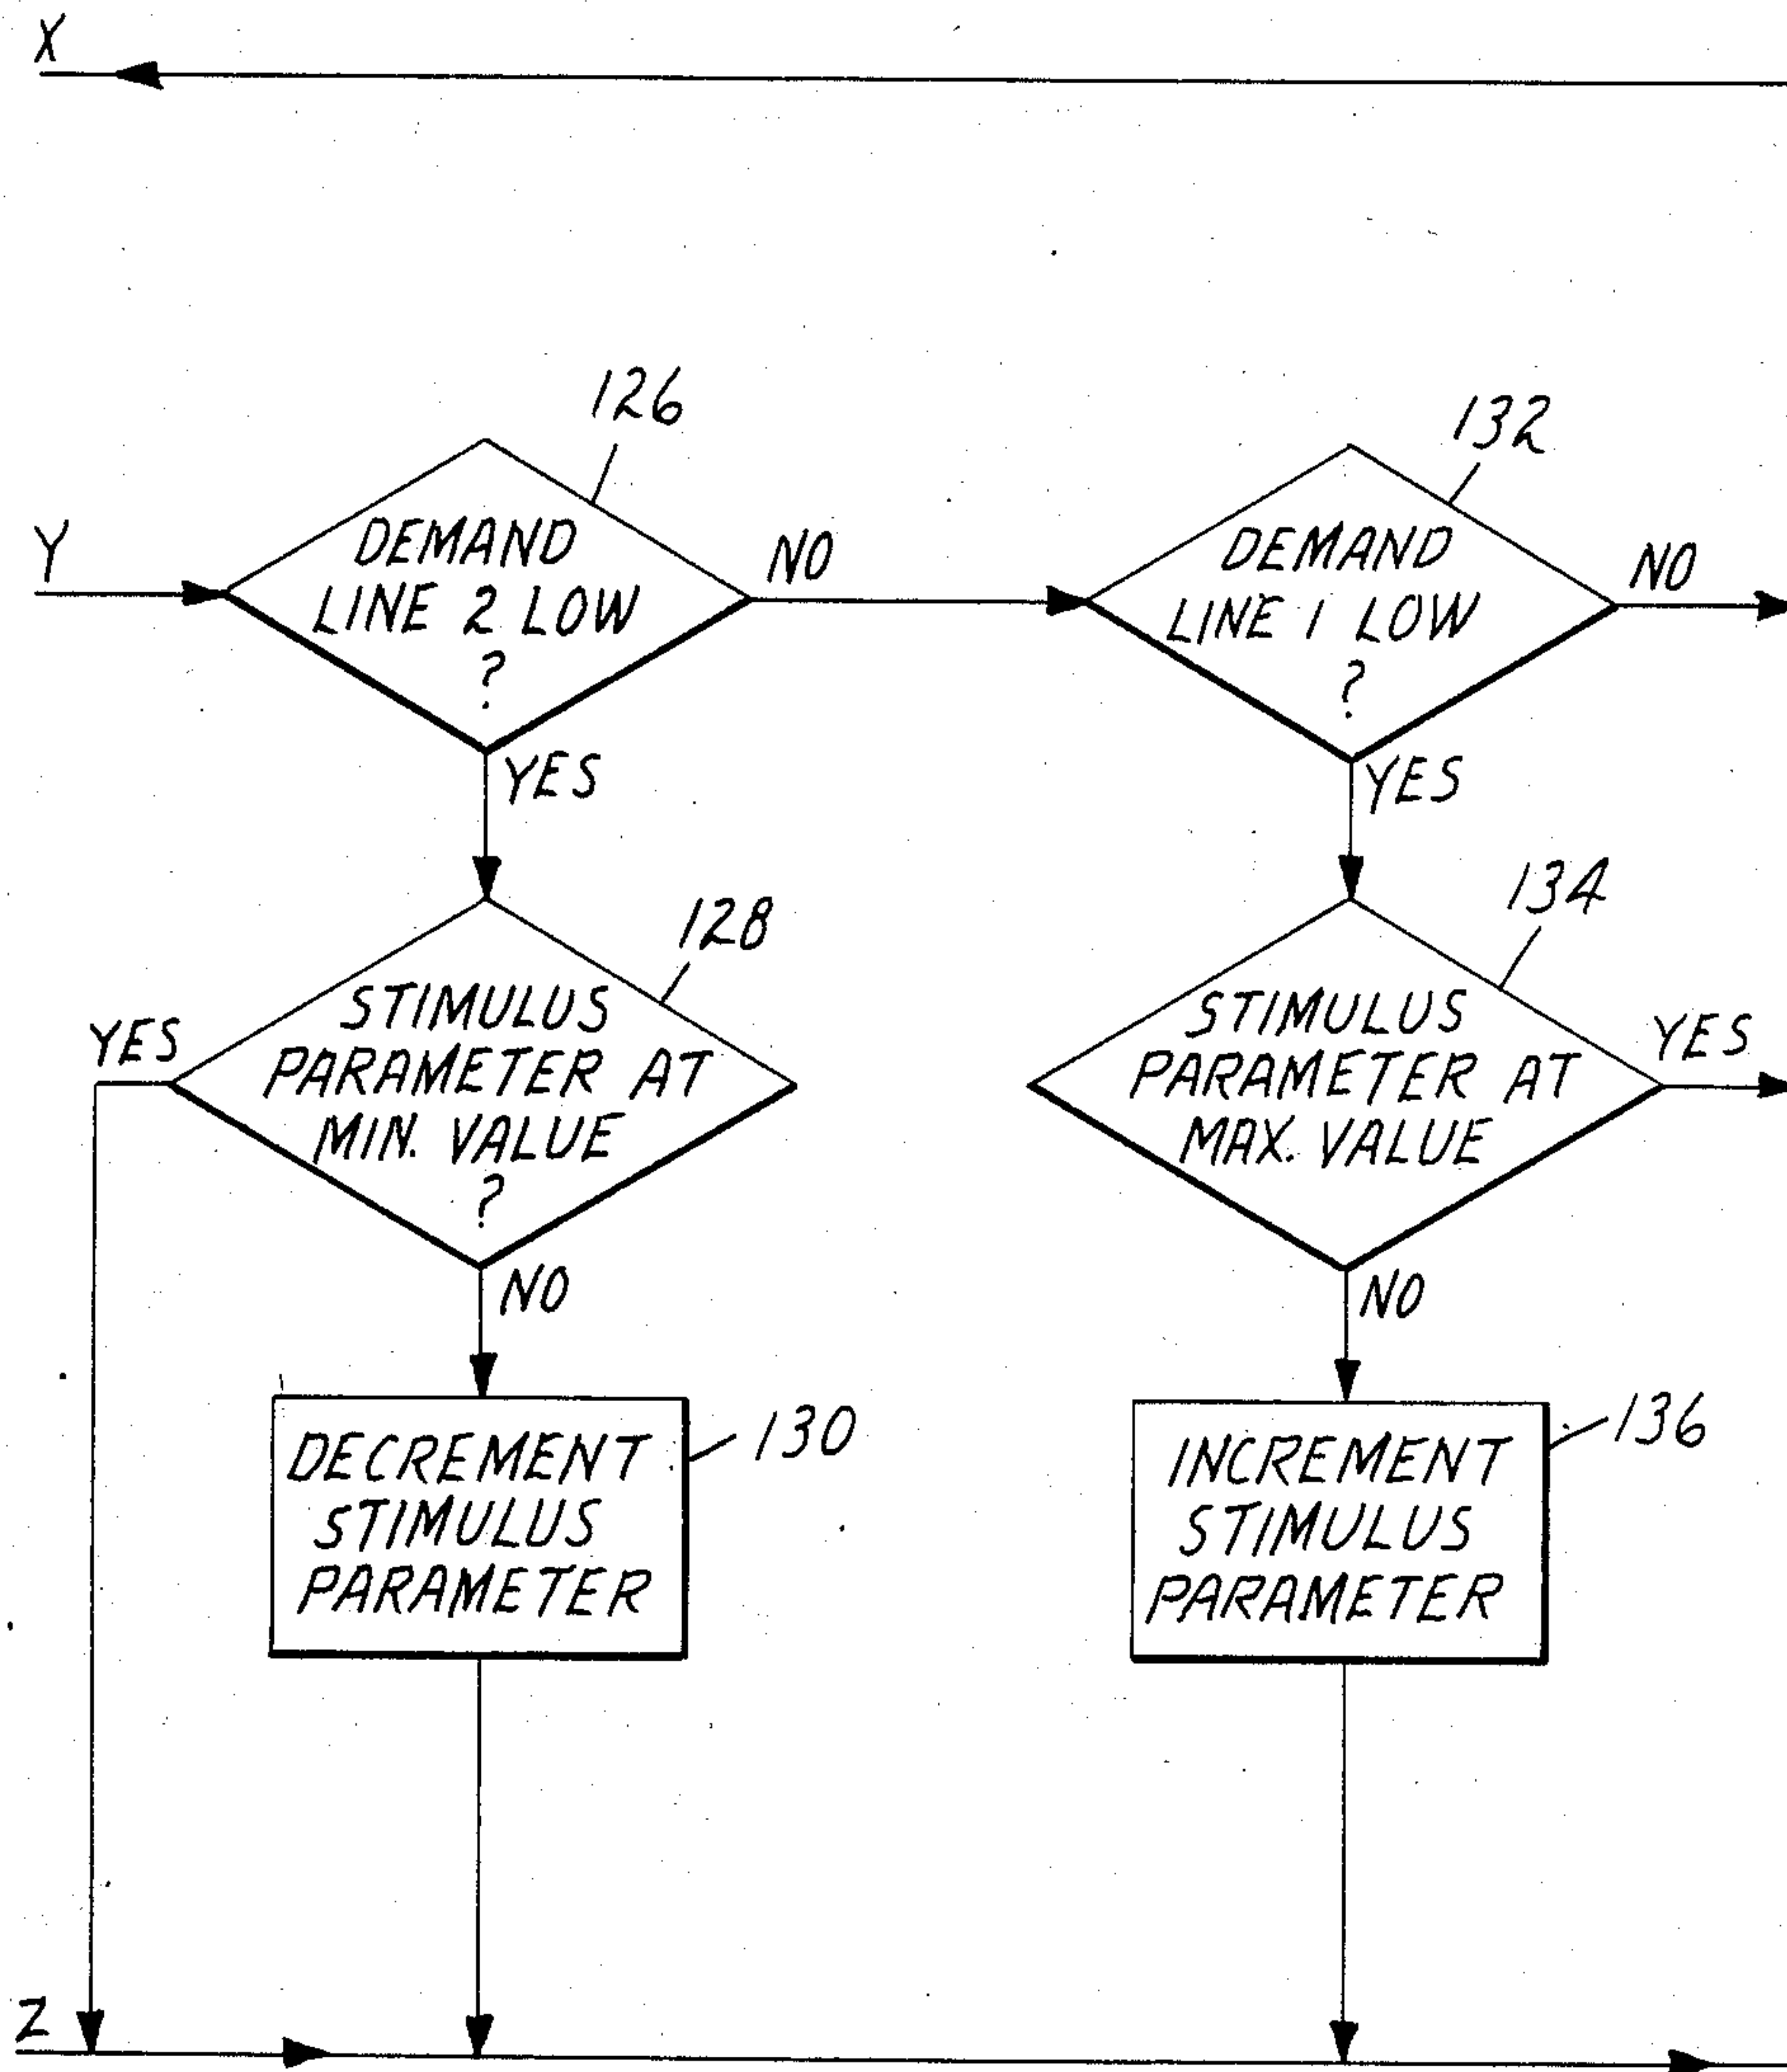 X
126
132
Y
DEMAND
LINE 2 LOW
?
NO
DEMAND
LINE 1 LOW
?
NO
YES
YES
128
134
YES
STIMULUS
PARAMETER AT
MIN. VALUE
?
STIMULUS
PARAMETER AT
MAX. VALUE
YES
NO
NO
DECREMENT
STIMULUS
PARAMETER
130
INCREMENT
STIMULUS
PARAMETER
136
Z